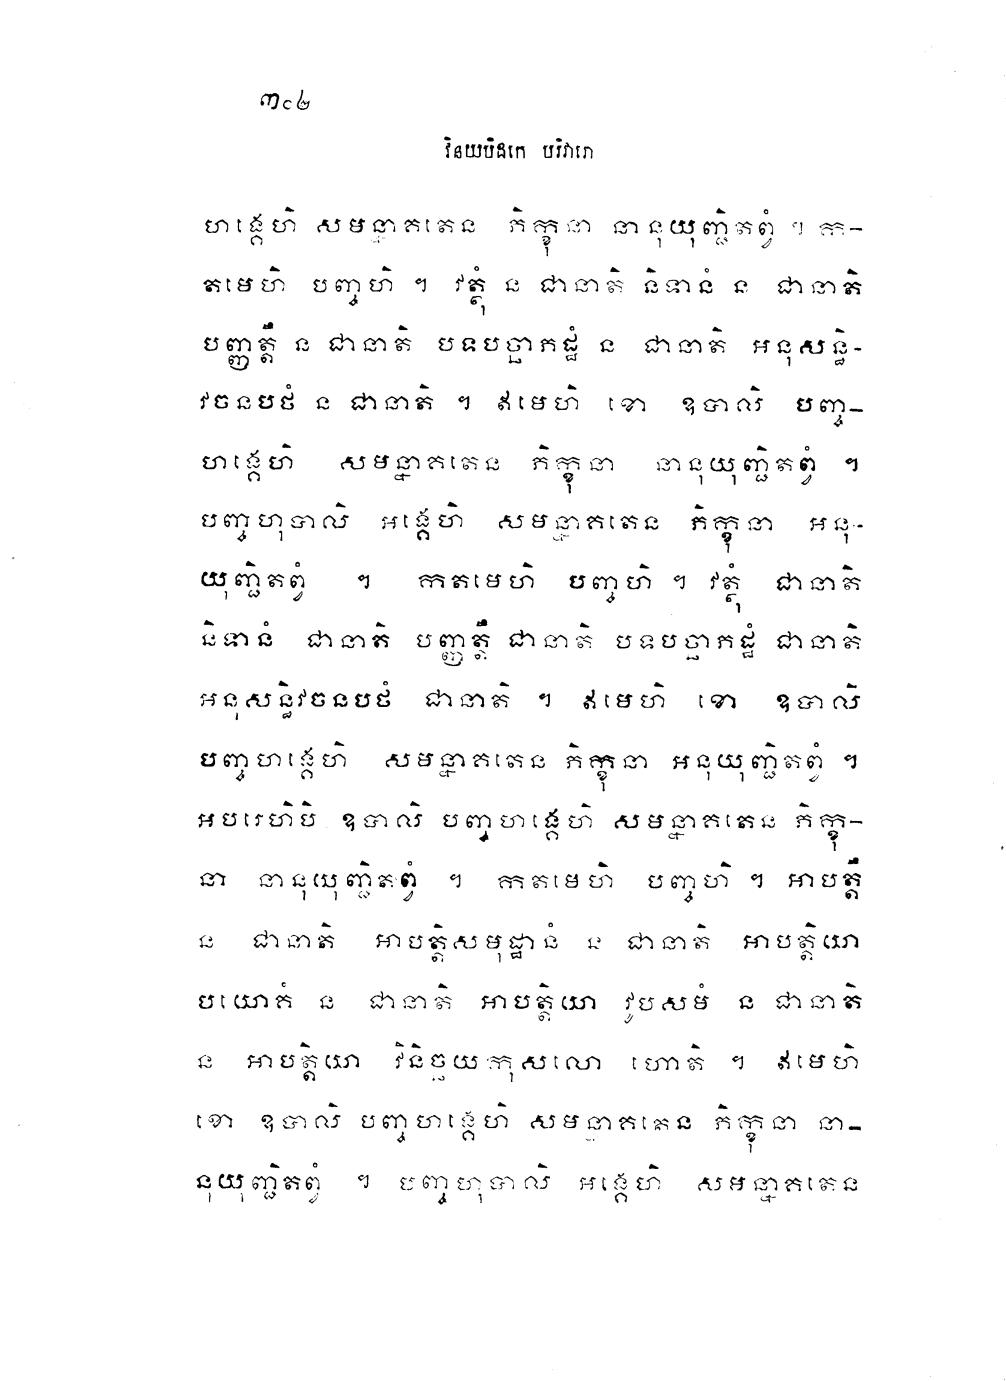 ៣០២
វិនយបិដកេ បរិវារោ
ហង្គេហិ សមន្នាគតេន ភិក្ខុនា នានុយុញ្ជិតព្វំ ។ ក-
តមេហិ បញ្ចហិ ។ វត្ថុំ ន ជានាតិ និទានំ ន ជានាតិ
បញ្ញត្តឹ ន ជានាតិ បទបច្ឆាភដ្ឋំ ន ជានាតិ អនុសន្ធិ-
វចនបថំ ន ជានាតិ ។ ឥមេហិ ខោ ឧបាលិ បញ្ច-
ហង្គេហិ សមន្នាគតេន ភិក្ខុនា នានុយុញ្ជិតព្វំ ។
បញ្ចហុបាលិ អង្គេហិ សមន្នាគតេន ភិក្ខុនា អនុ-
យុញ្ជិតព្វំ ។ កតមេហិ បញ្ចហិ ។ វត្ថុំ ជានាតិ
និទានំ ជានាតិ បញ្ញត្តឹ ជានាតិ បទបច្ឆាភដ្ឋំ ជានាតិ
អនុសន្ធិវចនបថំ ជានាតិ ។ ឥមេហិ ខោ ឧបាលិ
បញ្ចហង្គេហិ សមន្នាគតេន ភិក្ខុនា អនុយុញ្ជិតព្វំ ។
អបរេហិបិ ឧបាលិ បញ្ចហង្គេហិ សមន្នាគតេន ភិក្ខុ-
នា នានុយុញ្ជិតព្វំ ។ កតមេហិ បញ្ចហិ ។ អាបត្តឹ
ន ជានាតិ អាបត្តិសមុដ្ឋានំ ន ជានាតិ អាបត្តិយា
បយោគំ ន ជានាតិ អាបត្តិយា វូបសមំ ន ជានាតិ
ន អាបត្តិយា វិនិច្ឆយកុសលោ ហោតិ ។ ឥមេហិ
ខោ ឧបាលិ បញ្ចហង្គេហិ សមន្នាគតេន ភិក្ខុនា នា-
នុយុញ្ជិតព្វំ ។ បញ្ចហុបាលិ អង្គេហិ សមន្នាគតេន